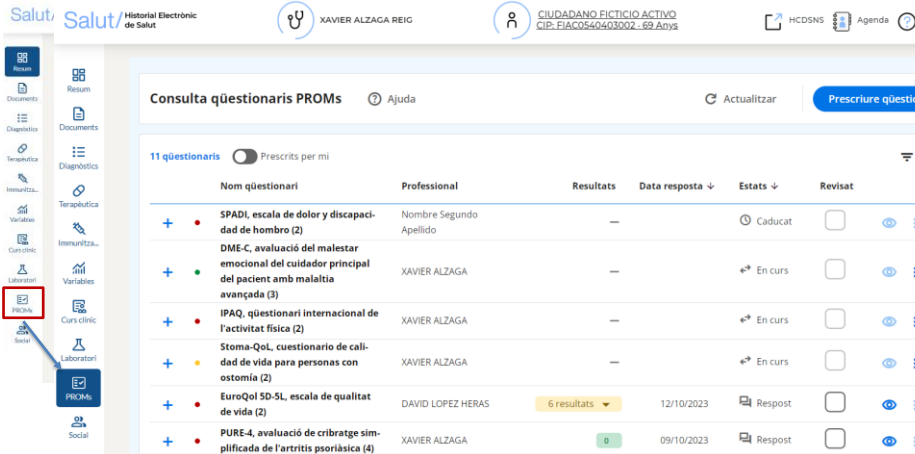 Salut/
Salut/ Historial Electrònic
de Salut
XAVIER ALZAGA REIG
CIUDADANO FICTICIO ACTIVO
CIP: FIAC0540403002 - 69 Anys
HCDSNS
Agenda
Resum
Documents
Diagnòstics
Terapèutica
Immunitza...
Variables
Curs clínic
Laboratori
PROMs
Social
Resum
Documents
Diagnòstics
Terapèutica
Immunitza...
Variables
Curs clínic
Laboratori
PROMs
Social
Consulta qüestionaris PROMs
Ajuda
Actualitzar
Prescriure qüestio
11 qüestionaris
Prescrits per mi
Nom qüestionari Professional Resultats Data resposta ↓ Estats ↓ Revisat
SPADI, escala de dolor y discapaci-
dad de hombro (2)
Nombre Segundo
Apellido
—
Caducat
DME-C, avaluació del malestar
emocional del cuidador principal
del pacient amb malaltia
avançada (3)
XAVIER ALZAGA
—
En curs
IPAQ, qüestionari internacional de
l'activitat física (2)
XAVIER ALZAGA
—
En curs
Stoma-QoL, cuestionario de cali-
dad de vida para personas con
ostomía (2)
XAVIER ALZAGA
—
En curs
EuroQol 5D-5L, escala de qualitat
de vida (2)
DAVID LOPEZ HERAS
6 resultats
12/10/2023
Respost
PURE-4, avaluació de cribratge sim-
plificada de l'artritis psoriàsica (4)
XAVIER ALZAGA
0
09/10/2023
Respost